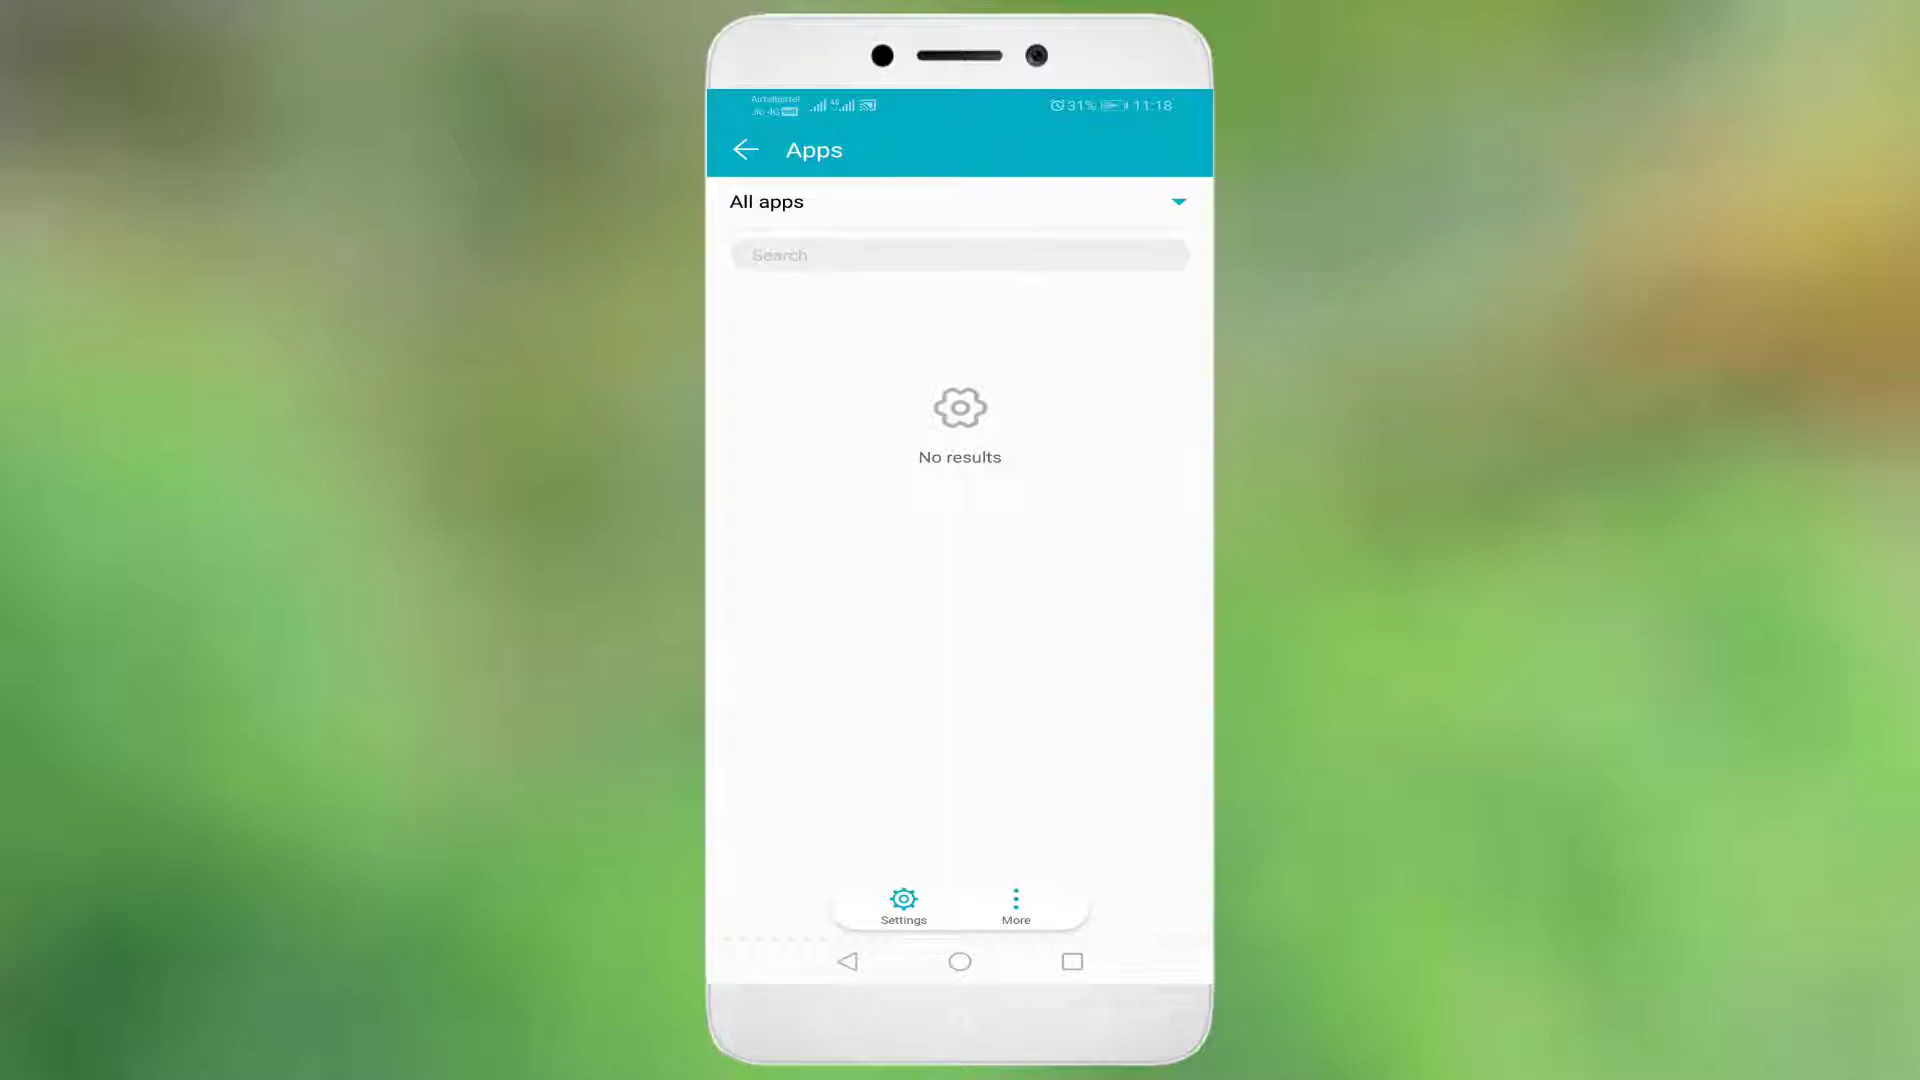 31% 11:18
Apps
All apps
Search
No results
Settings More